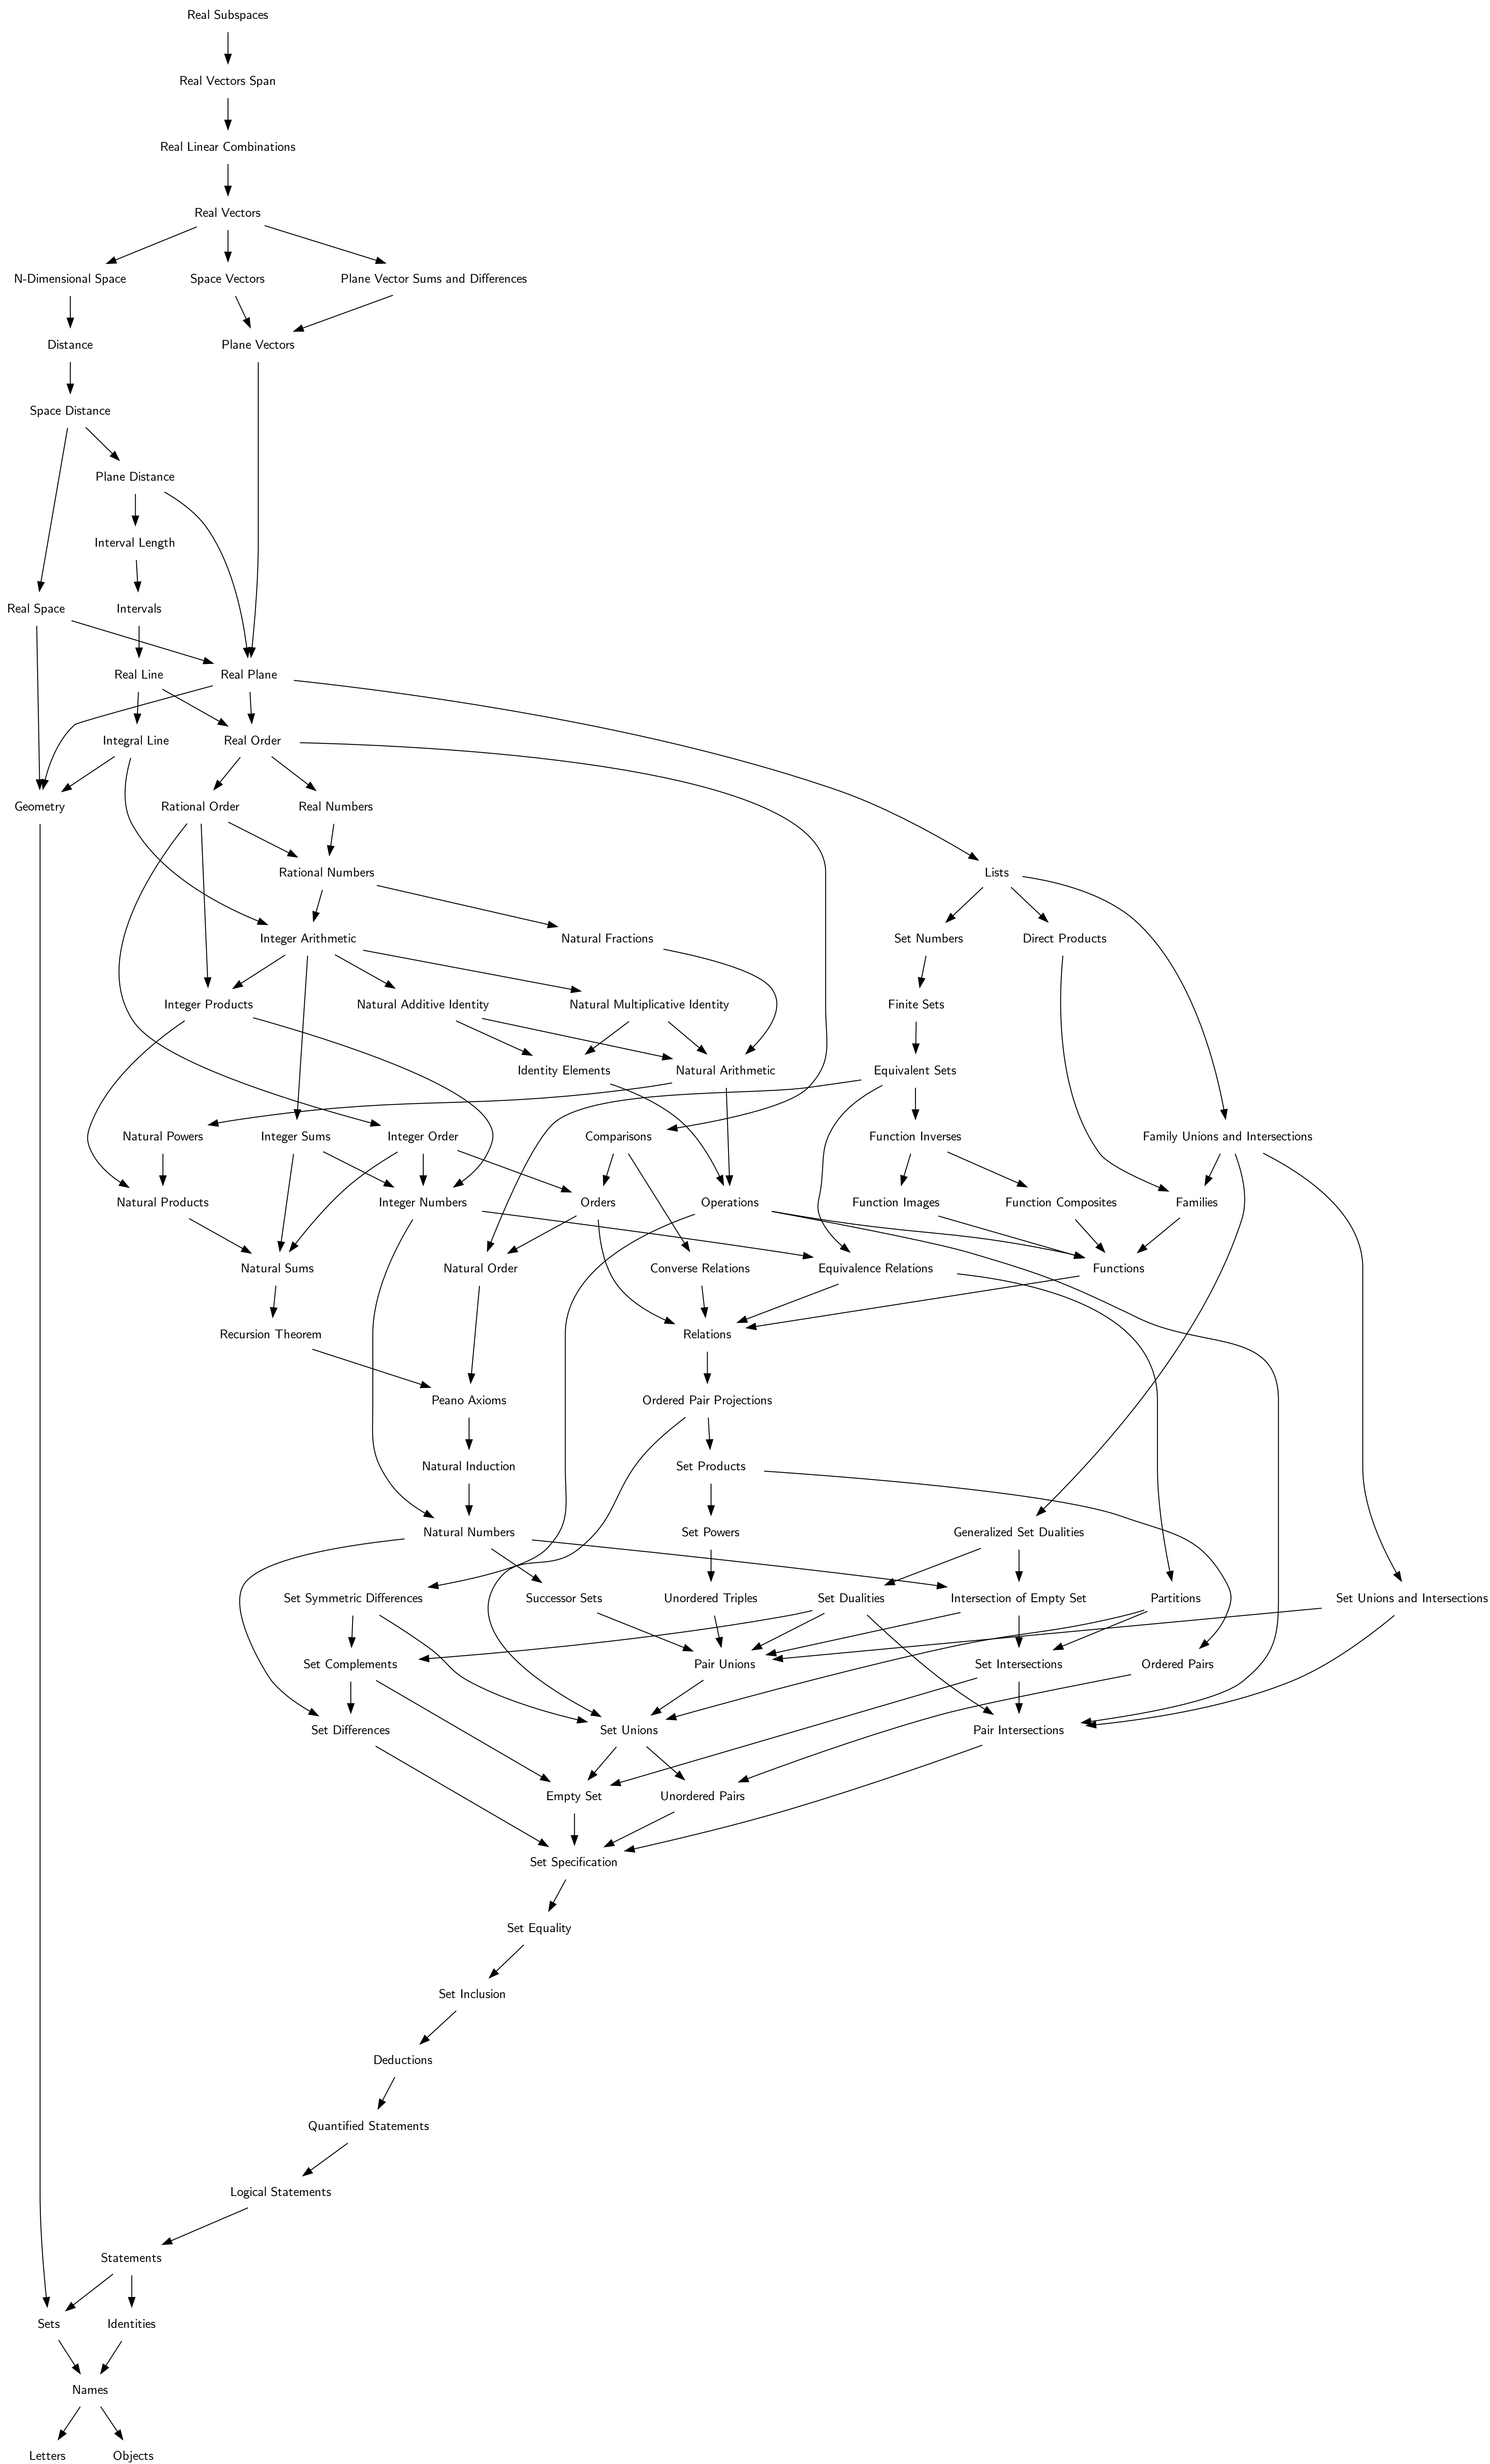 Real Subspaces
Real Vectors Span
Real Linear Combinations
Real Vectors
N-Dimensional Space
Space Vectors
Plane Vector Sums and Differences
Distance
Plane Vectors
Space Distance
Plane Distance
Interval Length
Real Space
Intervals
Real Line
Real Plane
Integral Line
Real Order
Geometry
Rational Order
Real Numbers
Rational Numbers
Lists
Integer Arithmetic
Natural Fractions
Set Numbers
Direct Products
Integer Products
Natural Additive Identity
Natural Multiplicative Identity
Finite Sets
Identity Elements
Natural Arithmetic
Equivalent Sets
Natural Powers
Integer Sums
Integer Order
Comparisons
Function Inverses
Family Unions and Intersections
Natural Products
Integer Numbers
Orders
Operations
Function Images
Function Composites
Families
Natural Sums
Natural Order
Converse Relations
Equivalence Relations
Functions
Recursion Theorem
Relations
Peano Axioms
Ordered Pair Projections
Natural Induction
Set Products
Natural Numbers
Set Powers
Generalized Set Dualities
Set Symmetric Differences
Successor Sets
Unordered Triples
Set Dualities
Intersection of Empty Set
Partitions
Set Unions and Intersections
Set Complements
Pair Unions
Set Intersections
Ordered Pairs
Set Differences
Set Unions
Pair Intersections
Empty Set
Unordered Pairs
Set Specification
Set Equality
Set Inclusion
Deductions
Quantified Statements
Logical Statements
Statements
Sets
Identities
Names
Letters
Objects